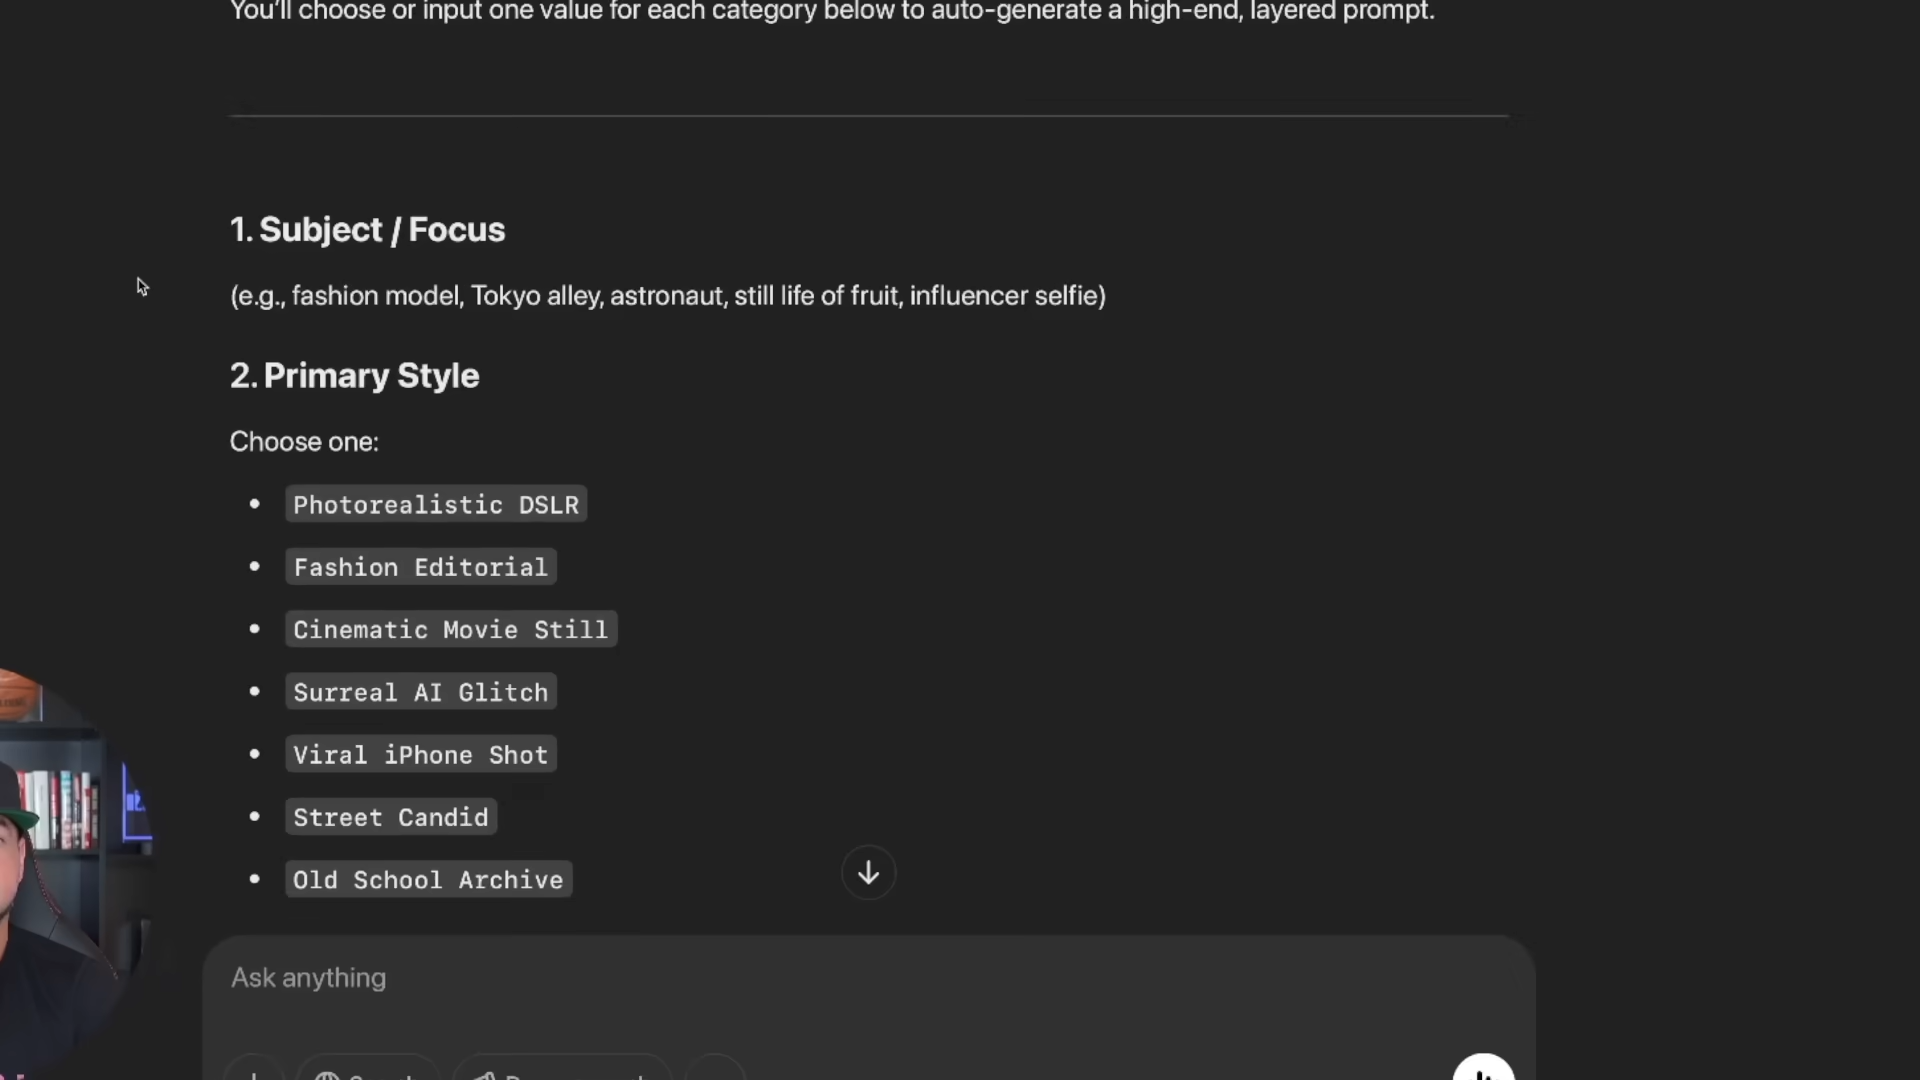 You'll choose or input one value for each category below to auto-generate a high-end, layered prompt.
1. Subject / Focus
(e.g., fashion model, Tokyo alley, astronaut, still life of fruit, influencer selfie)
2. Primary Style
Choose one:
• Photorealistic DSLR
• Fashion Editorial
• Cinematic Movie Still
• Surreal AI Glitch
• Viral iPhone Shot
• Street Candid
• Old School Archive
Ask anything